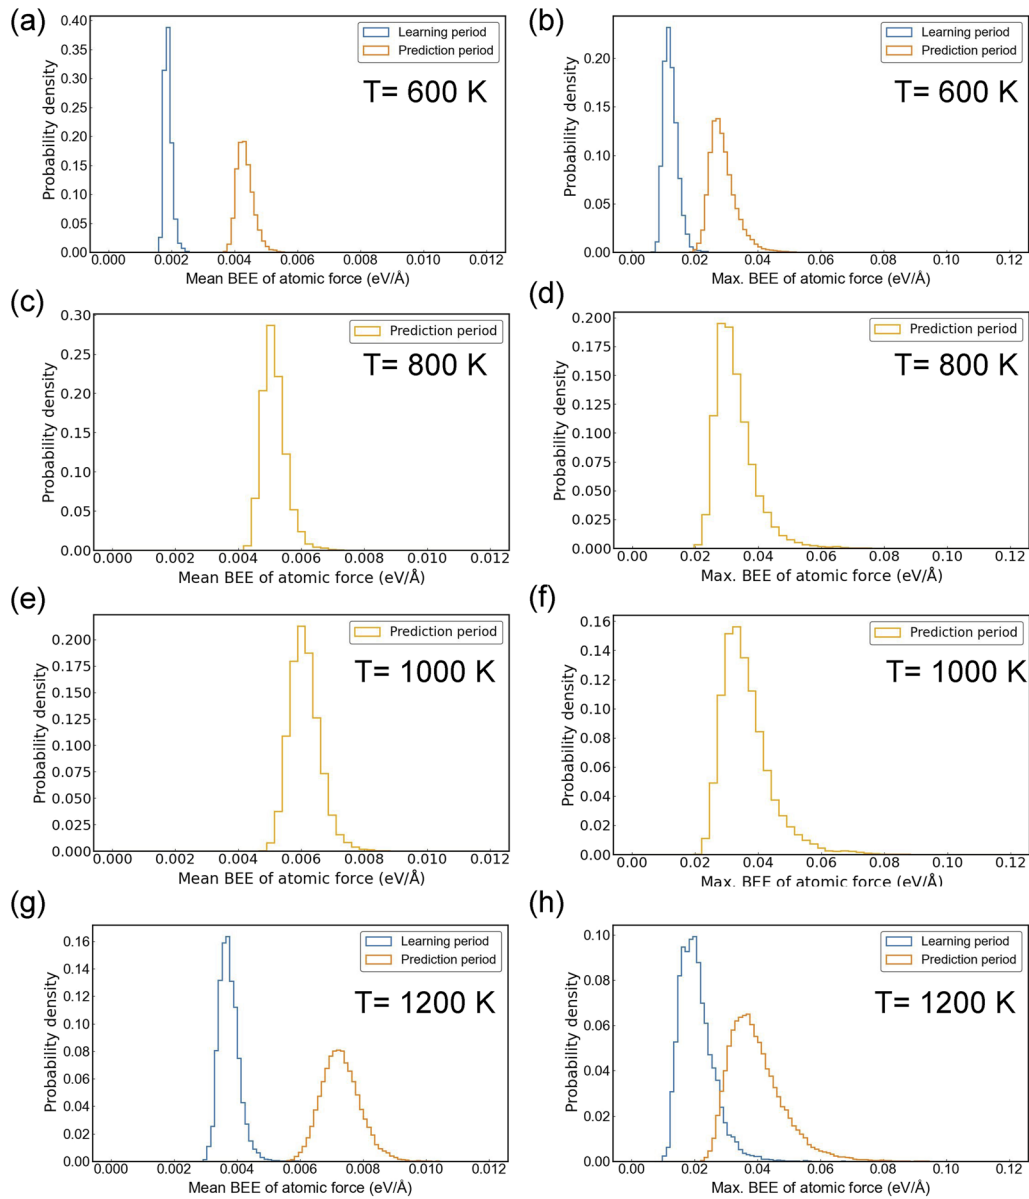 (a)
0.40
0.35
0.30
0.25
0.20
0.15
0.10
0.05
0.00
Probability density
Learning period
Prediction period
T= 600 K
0.000 0.002 0.004 0.006 0.008 0.010 0.012
Mean BEE of atomic force (eV/Å)
(b)
0.20
0.15
0.10
0.05
0.00
Probability density
Learning period
Prediction period
T= 600 K
0.00 0.02 0.04 0.06 0.08 0.10 0.12
Max. BEE of atomic force (eV/Å)
(c)
0.30
0.25
0.20
0.15
0.10
0.05
0.00
Probability density
Prediction period
T= 800 K
0.000 0.002 0.004 0.006 0.008 0.010 0.012
Mean BEE of atomic force (eV/Å)
(d)
0.200
0.175
0.150
0.125
0.100
0.075
0.050
0.025
0.000
Probability density
Prediction period
T= 800 K
0.00 0.02 0.04 0.06 0.08 0.10 0.12
Max. BEE of atomic force (eV/Å)
(e)
0.200
0.175
0.150
0.125
0.100
0.075
0.050
0.025
0.000
Probability density
Prediction period
T= 1000 K
0.000 0.002 0.004 0.006 0.008 0.010 0.012
Mean BEE of atomic force (eV/Å)
(f)
0.16
0.14
0.12
0.10
0.08
0.06
0.04
0.02
0.00
Probability density
Prediction period
T= 1000 K
0.00 0.02 0.04 0.06 0.08 0.10 0.12
Max. BEE of atomic force (eV/Å)
(g)
0.16
0.14
0.12
0.10
0.08
0.06
0.04
0.02
0.00
Probability density
Learning period
Prediction period
T= 1200 K
0.000 0.002 0.004 0.006 0.008 0.010 0.012
Mean BEE of atomic force (eV/Å)
(h)
0.10
0.08
0.06
0.04
0.02
0.00
Probability density
Learning period
Prediction period
T= 1200 K
0.00 0.02 0.04 0.06 0.08 0.10 0.12
Max. BEE of atomic force (eV/Å)